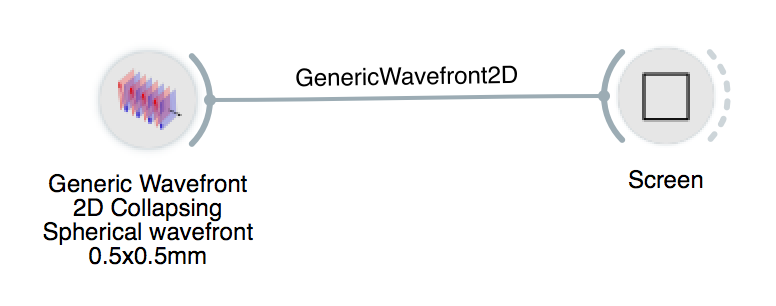 GenericWavefront2D
Generic Wavefront
2D Collapsing
Spherical wavefront
0.5x0.5mm
Screen